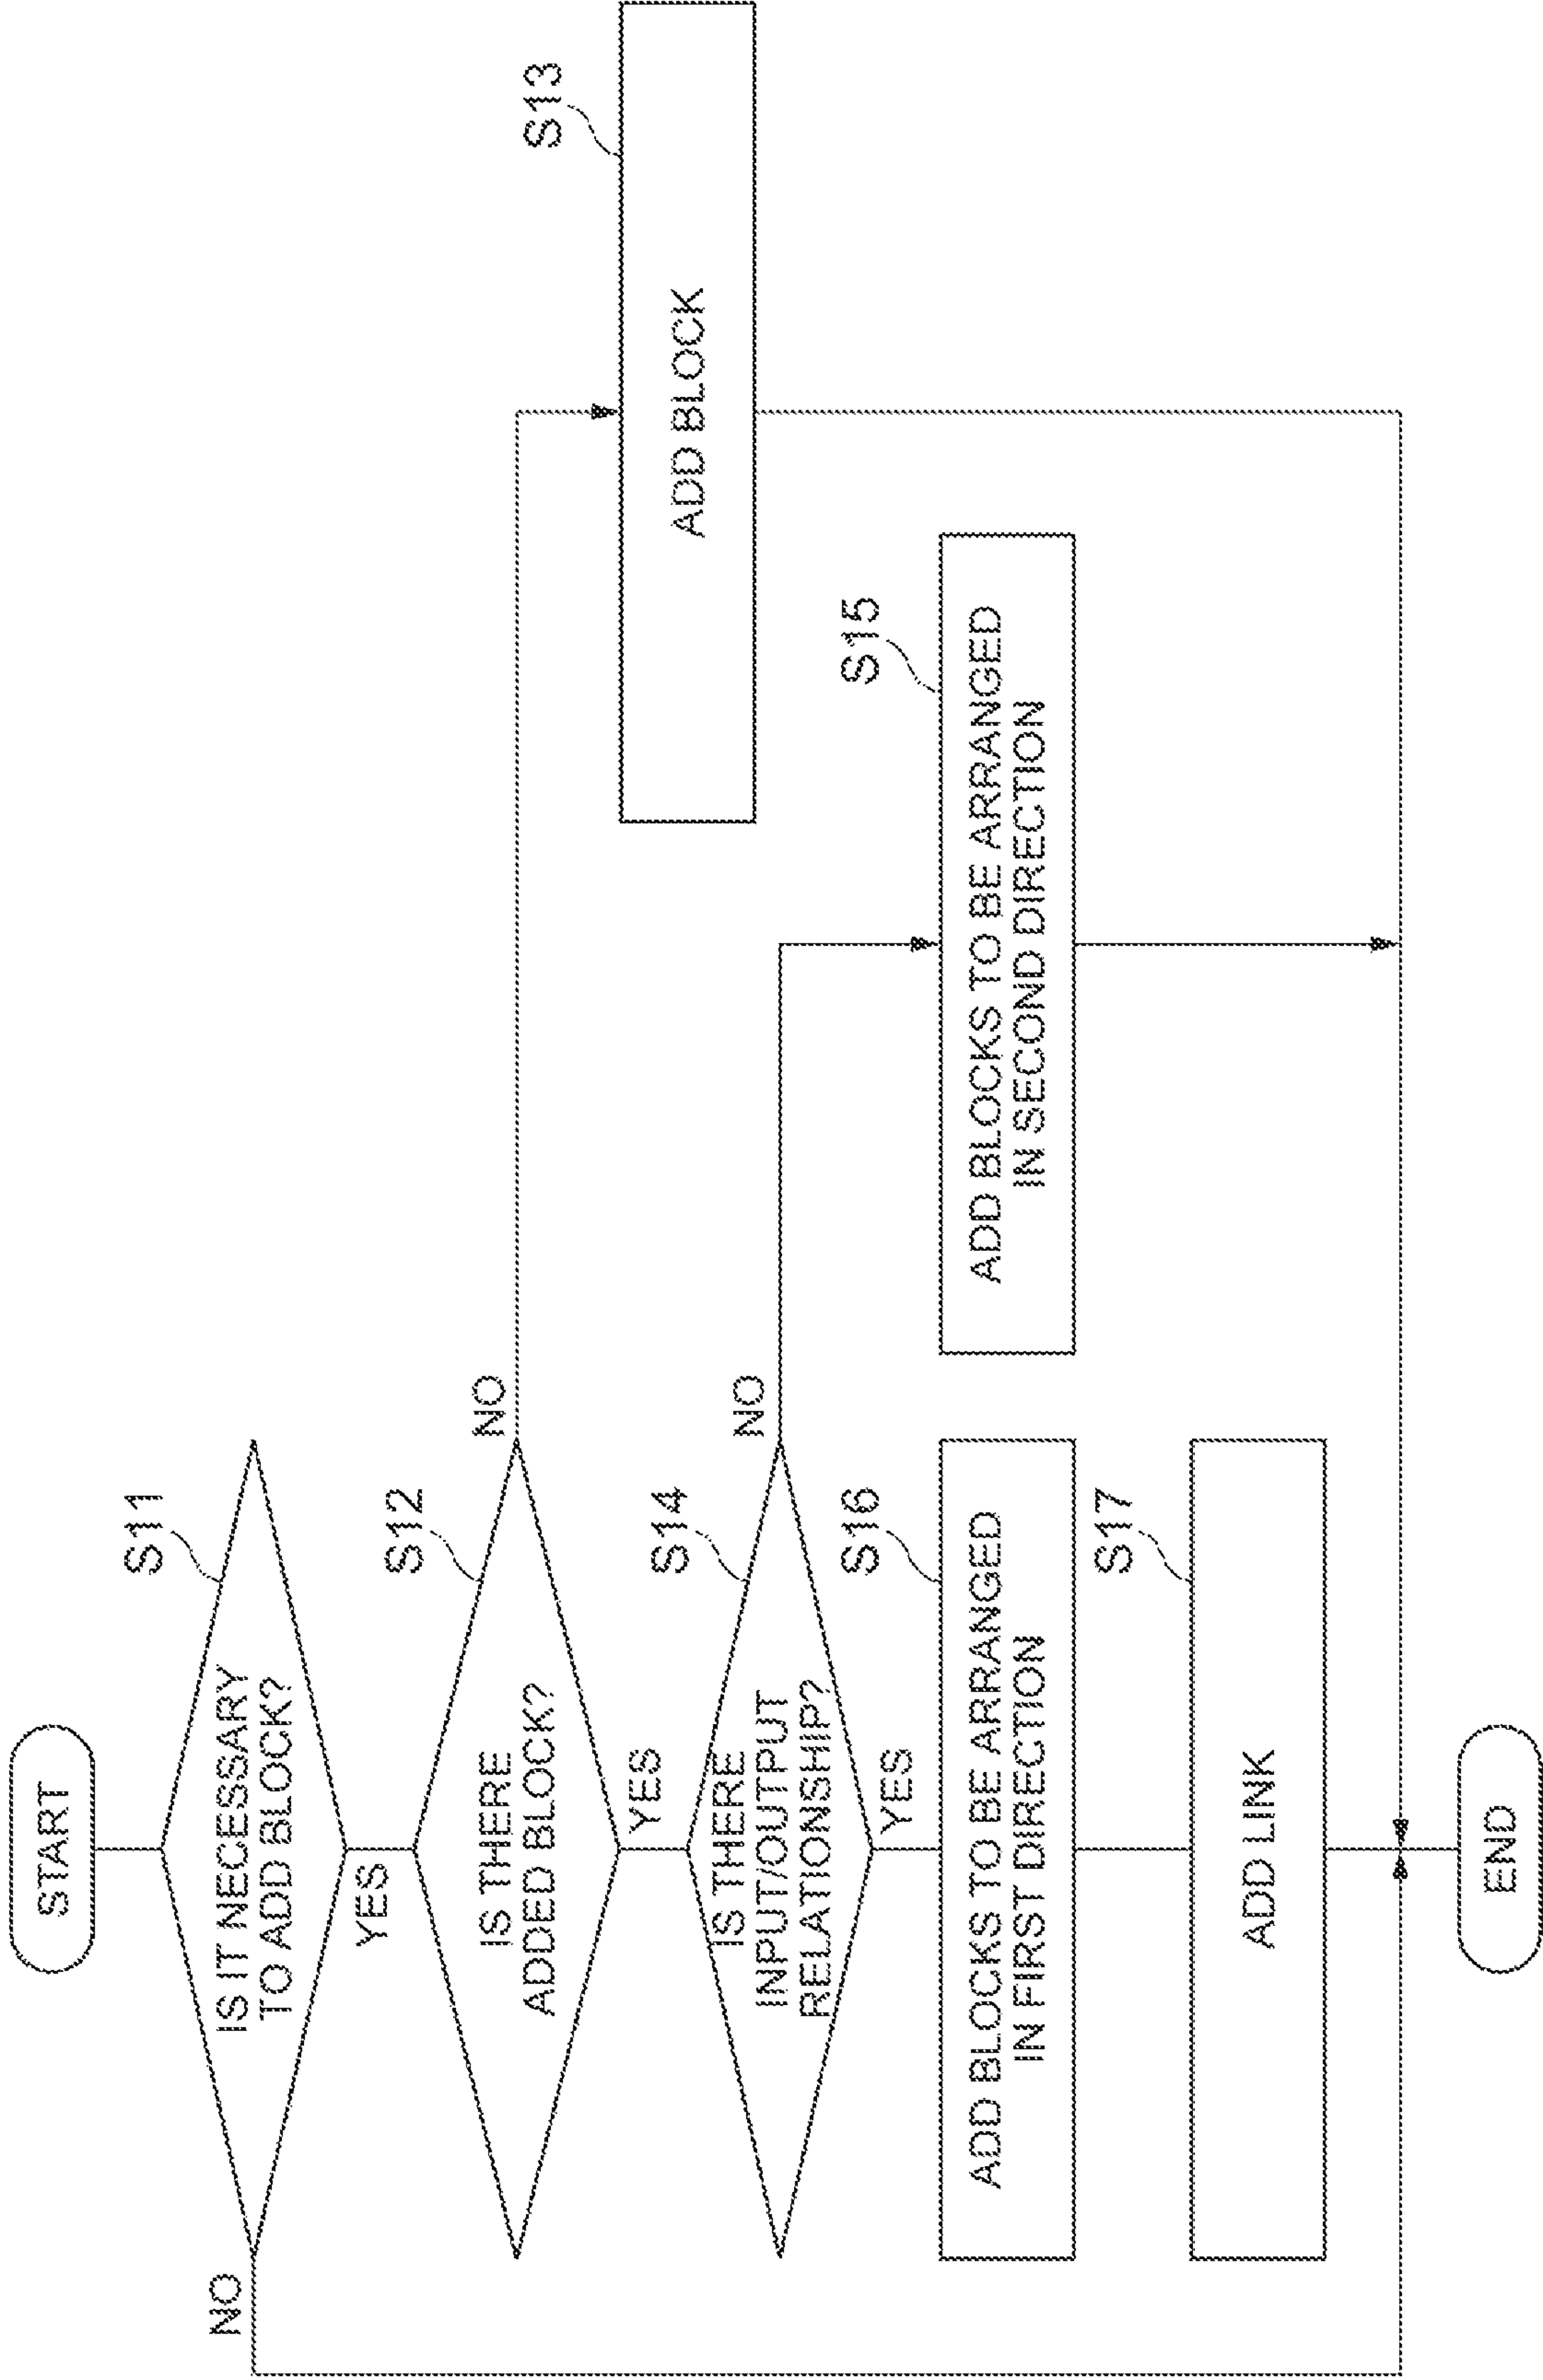 START
S11
IS IT NECESSARY
TO ADD BLOCK?
NO
YES
S12
IS THERE
ADDED BLOCK?
NO
YES
S13
ADD BLOCK
S14
IS THERE
INPUT/OUTPUT
RELATIONSHIP?
NO
YES
S15
ADD BLOCKS TO BE ARRANGED
IN SECOND DIRECTION
S16
ADD BLOCKS TO BE ARRANGED
IN FIRST DIRECTION
S17
ADD LINK
END